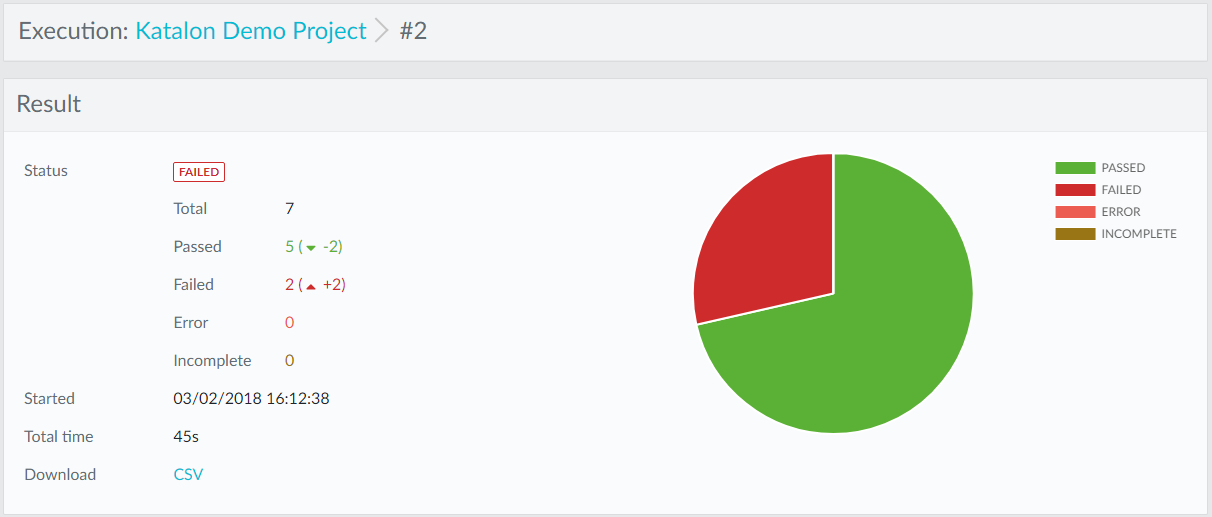 Execution: Katalon Demo Project > #2
Result
Status FAILED
Total 7
Passed 5 (▼ -2)
Failed 2 (▲ +2)
Error 0
Incomplete 0
Started 03/02/2018 16:12:38
Total time 45s
Download CSV
PASSED
FAILED
ERROR
INCOMPLETE